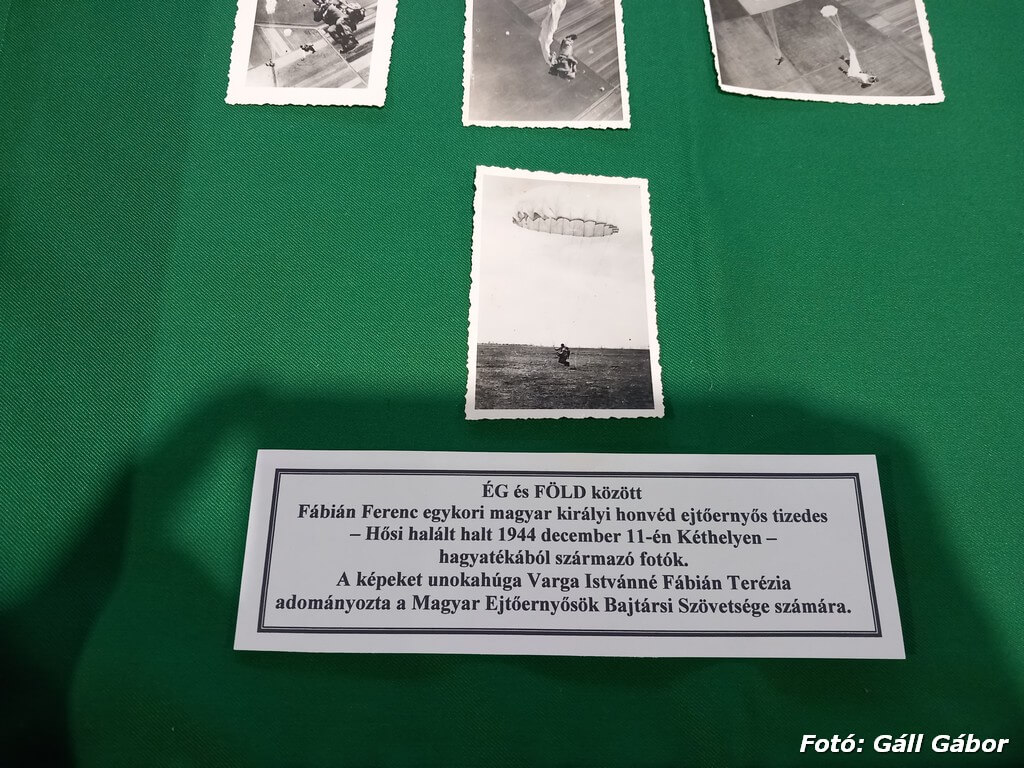 ÉG és FÖLD között
Fábián Ferenc egykori magyar királyi honvéd ejtőernyős tizedes
– Hősi halált halt 1944 december 11-én Kéthelyen –
hagyatékából származó fotók.
A képeket unokahúga Varga Istvánné Fábián Terézia
adományozta a Magyar Ejtőernyősök Bajtársi Szövetsége számára.
Fotó: Gáll Gábor